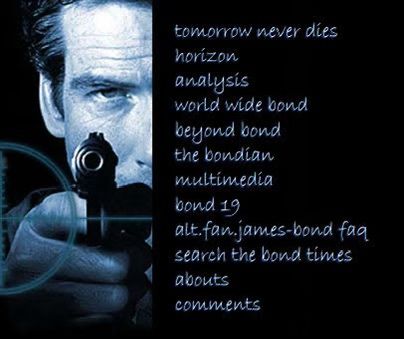 tomorrow never dies
horizon
analysis
world wide bond
beyond bond
the bondian
multimedia
bond 19
alt.fan.james-bond faq
search the bond times
abouts
comments